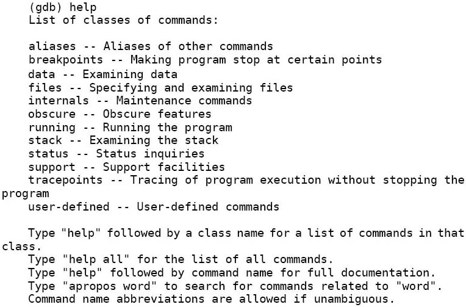 (gdb) help
List of classes of commands:

aliases -- Aliases of other commands
breakpoints -- Making program stop at certain points
data -- Examining data
files -- Specifying and examining files
internals -- Maintenance commands
obscure -- Obscure features
running -- Running the program
stack -- Examining the stack
status -- Status inquiries
support -- Support facilities
tracepoints -- Tracing of program execution without stopping the
program
user-defined -- User-defined commands

Type "help" followed by a class name for a list of commands in that
class.
Type "help all" for the list of all commands.
Type "help" followed by command name for full documentation.
Type "apropos word" to search for commands related to "word".
Command name abbreviations are allowed if unambiguous.